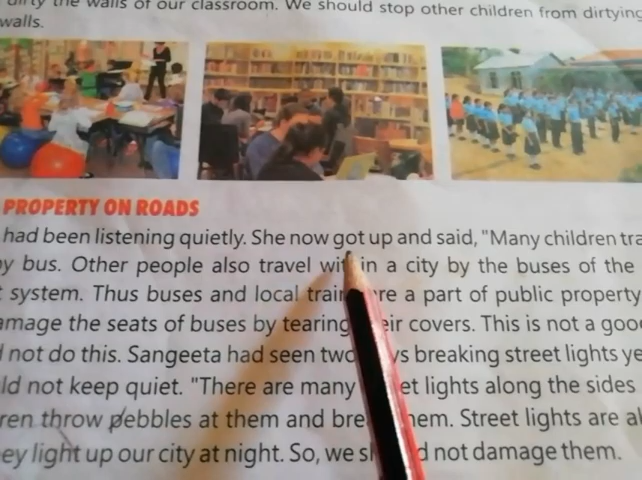 dirty the walls of our classroom. We should stop other children from dirtying
walls.
PROPERTY ON ROADS
had been listening quietly. She now got up and said, "Many children tra
y bus. Other people also travel in a city by the buses of the
system. Thus buses and local are a part of public property
amage the seats of buses by tearing eir covers. This is not a goo
not do this. Sangeeta had seen two ys breaking street lights ye
ld not keep quiet. "There are many et lights along the sides
ren throw pebbles at them and bre hem. Street lights are al
ey light up our city at night. So, we s d not damage them.